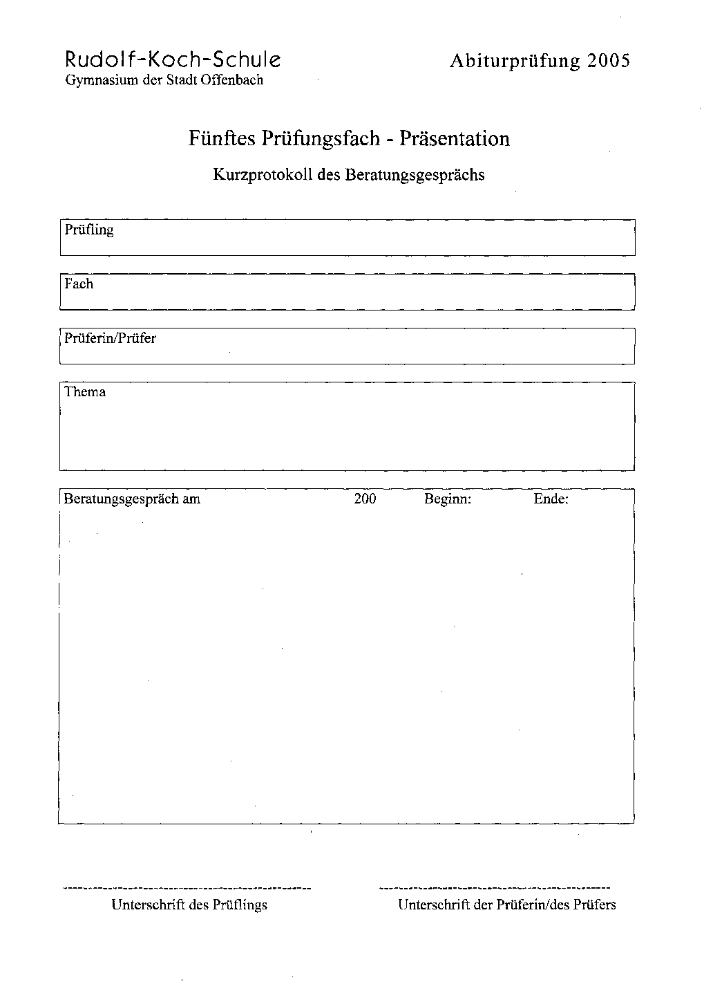 Rudolf-Koch-Schule Abiturprüfung 2005
Gymnasium der Stadt Offenbach
Fünftes Prüfungsfach - Präsentation
Kurzprotokoll des Beratungsgesprächs
Prüfling
Fach
Prüferin/Prüfer
Thema
Beratungsgespräch am 200 Beginn: Ende:
Unterschrift des Prüflings Unterschrift der Prüferin/des Prüfers